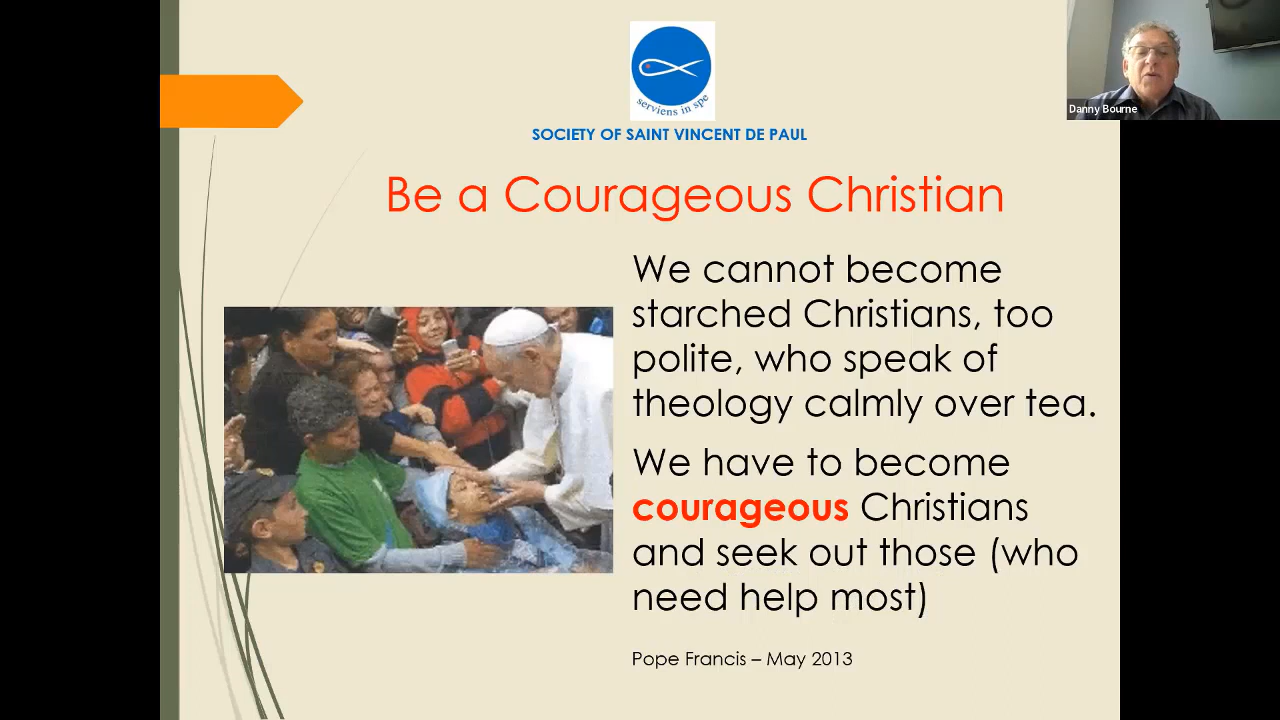 serviens in spe
SOCIETY OF SAINT VINCENT DE PAUL
Danny Bourne
Be a Courageous Christian
We cannot become
starched Christians, too
polite, who speak of
theology calmly over tea.
We have to become
courageous Christians
and seek out those (who
need help most)
Pope Francis – May 2013